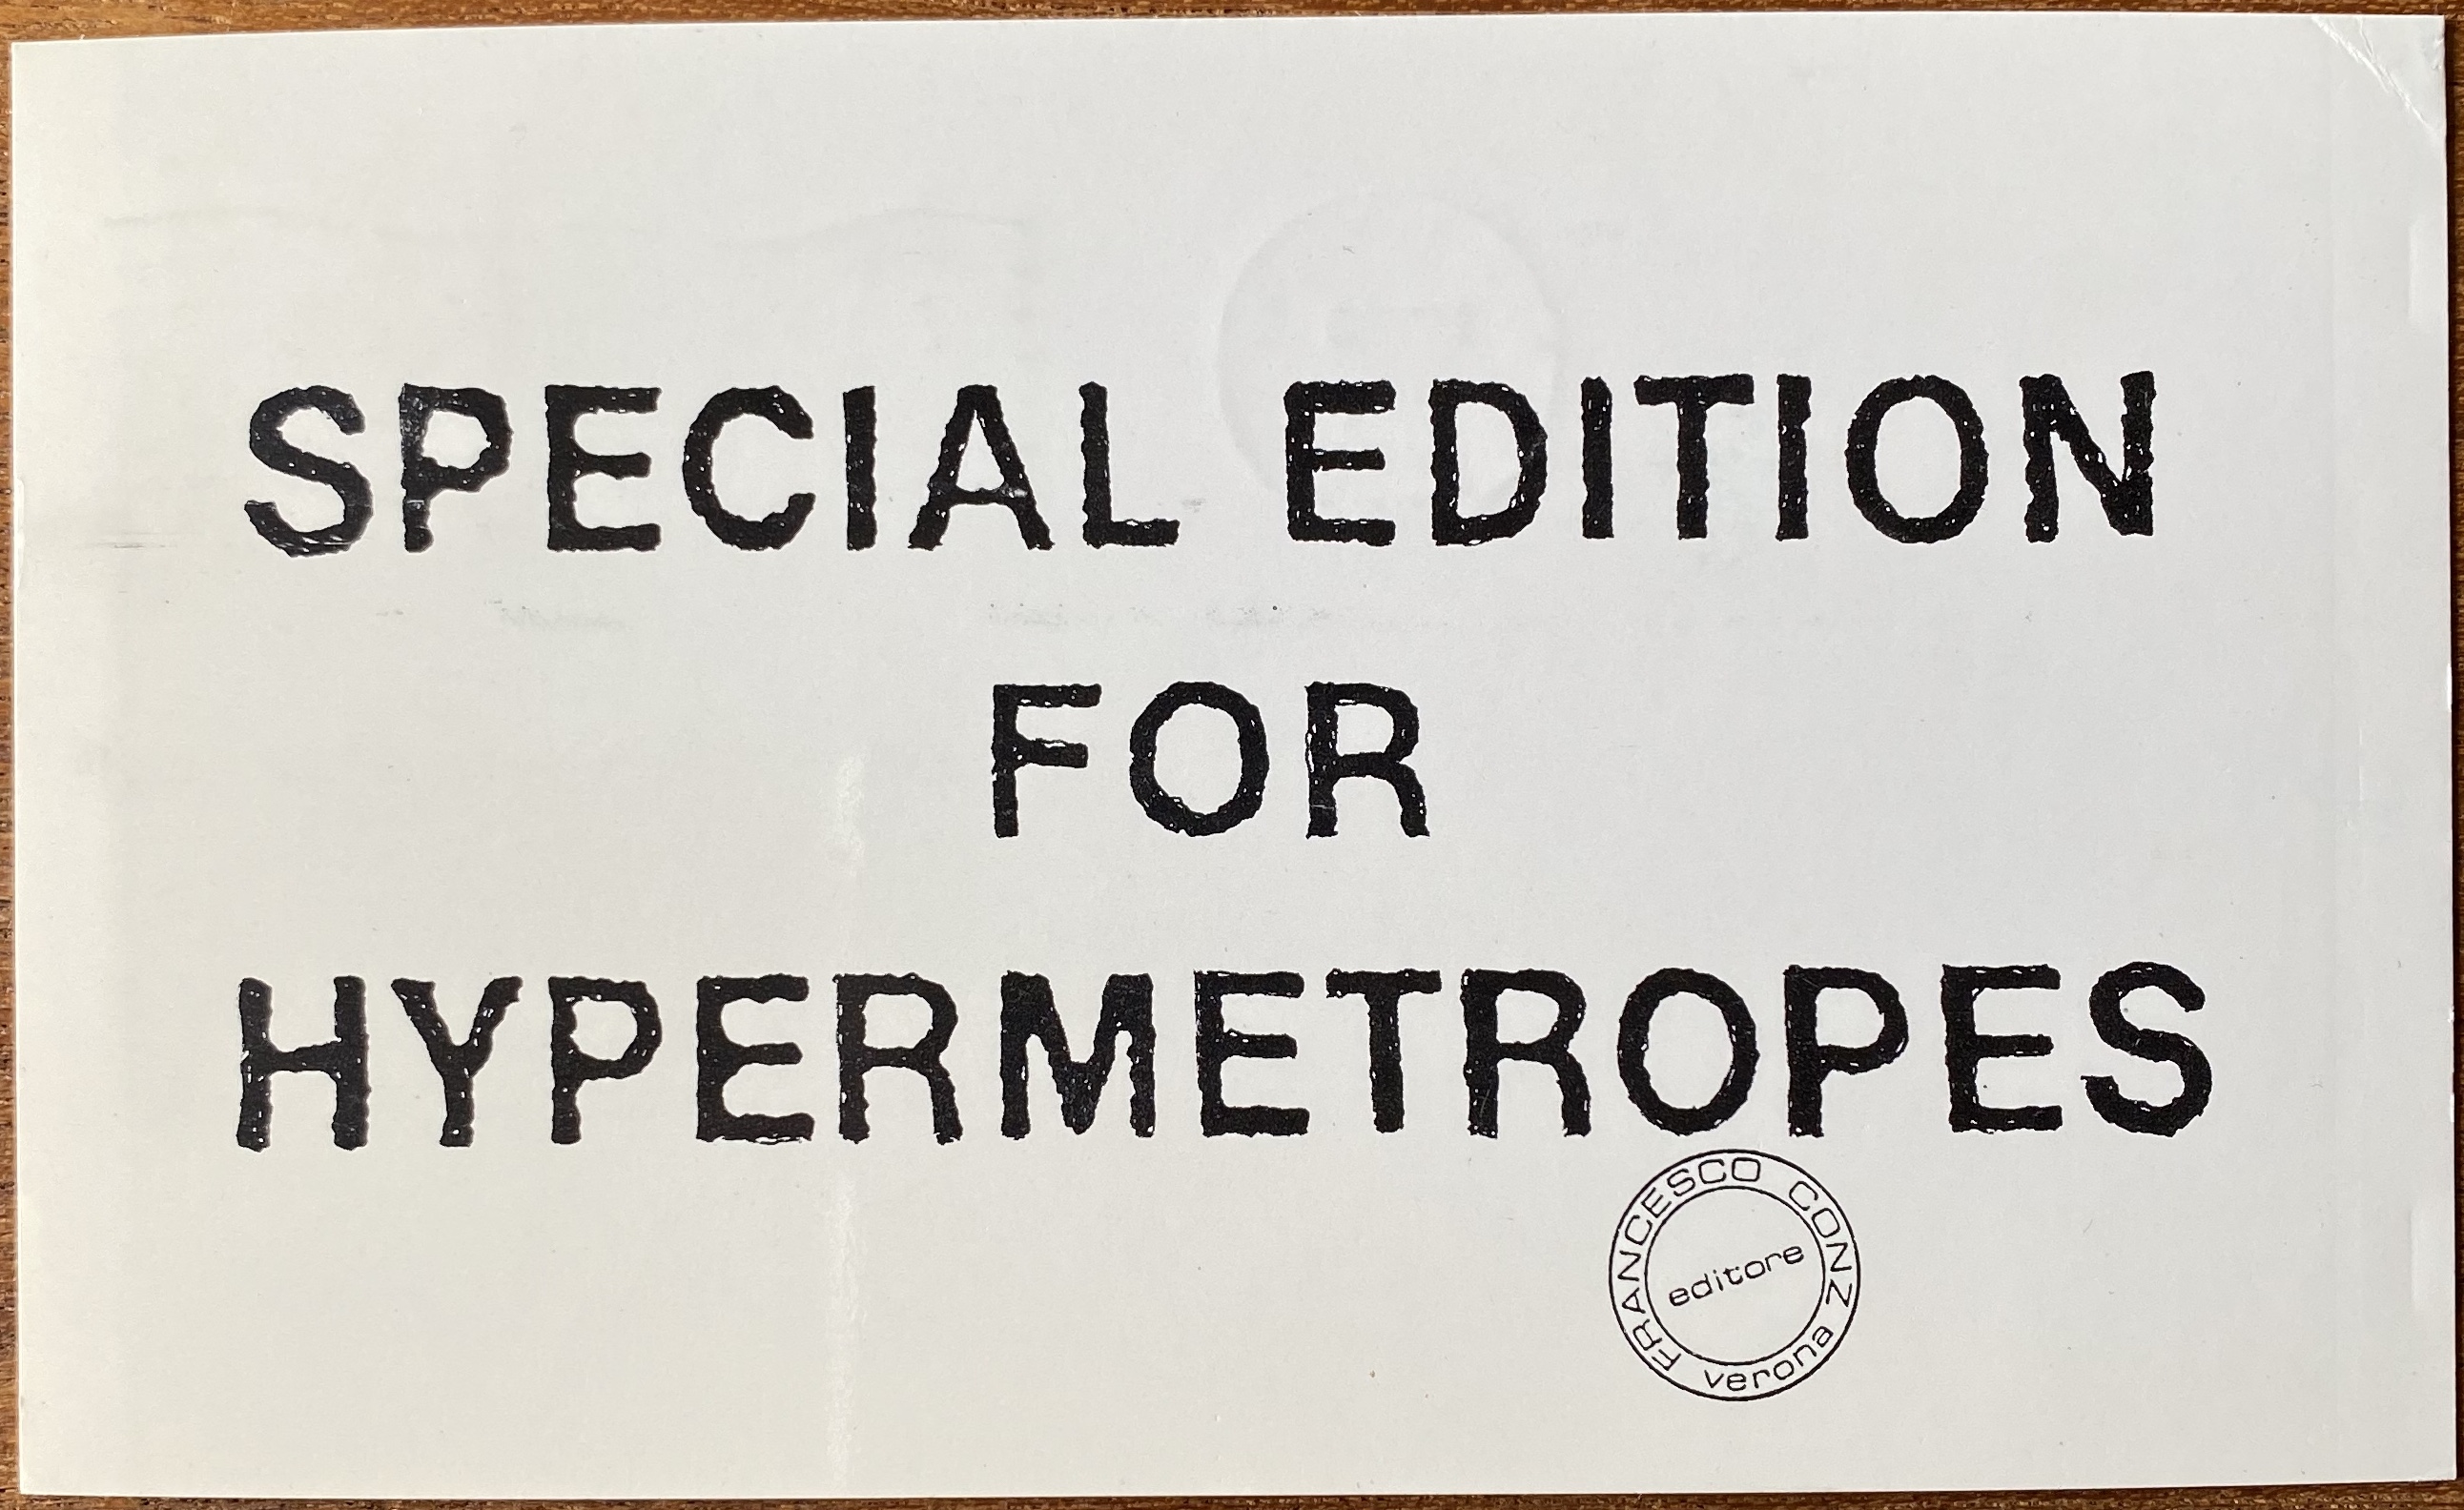 SPECIAL EDITION
FOR
HYPERMETROPES
FRANCESCO CONZ
editore
verona